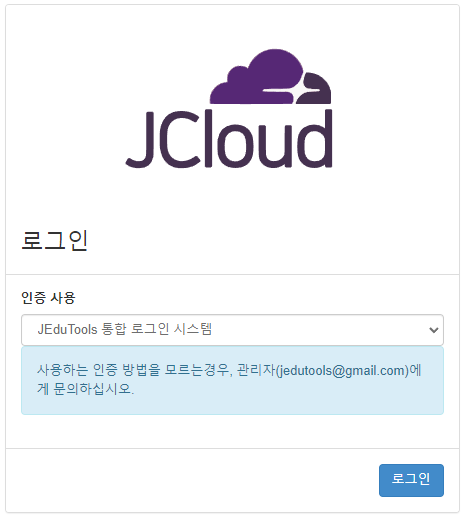 JCloud
로그인
인증 사용
JEduTools 통합 로그인 시스템
사용하는 인증 방법을 모르는경우, 관리자(jedutools@gmail.com)에
게 문의하십시오.
로그인